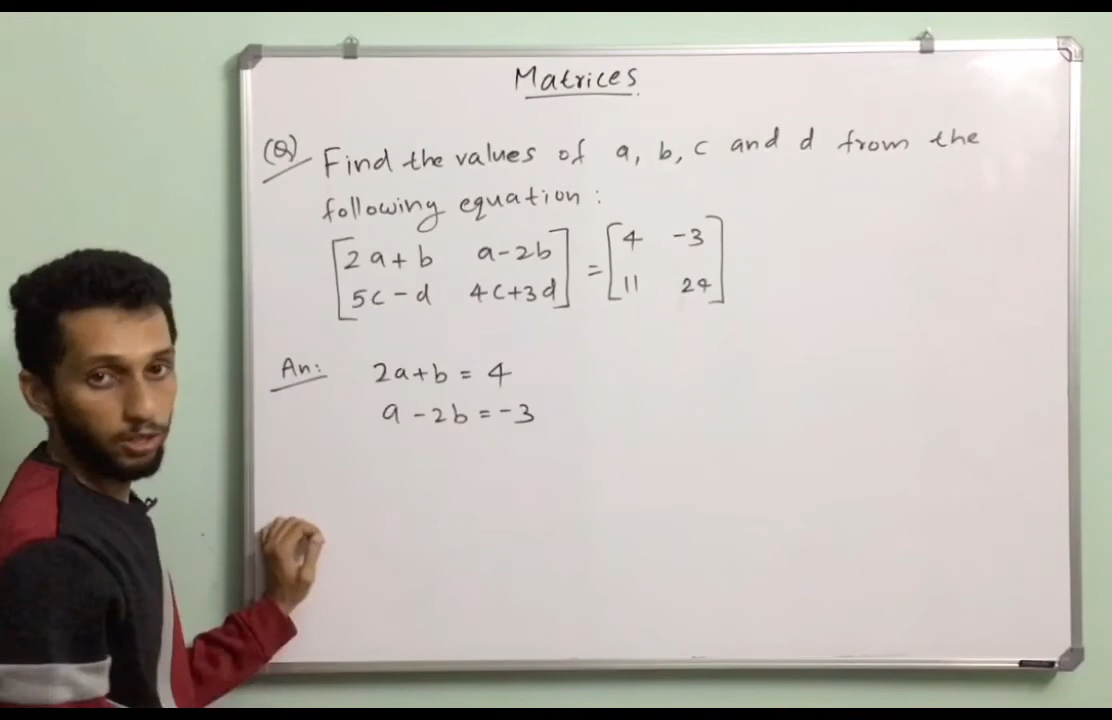 Matrices
(Q) Find the values of a, b, c and d from the
following equation :
[2a+b a-2b] = [4 -3]
[5c-d 4c+3d] [11 24]
An: 2a+b = 4
a-2b = -3